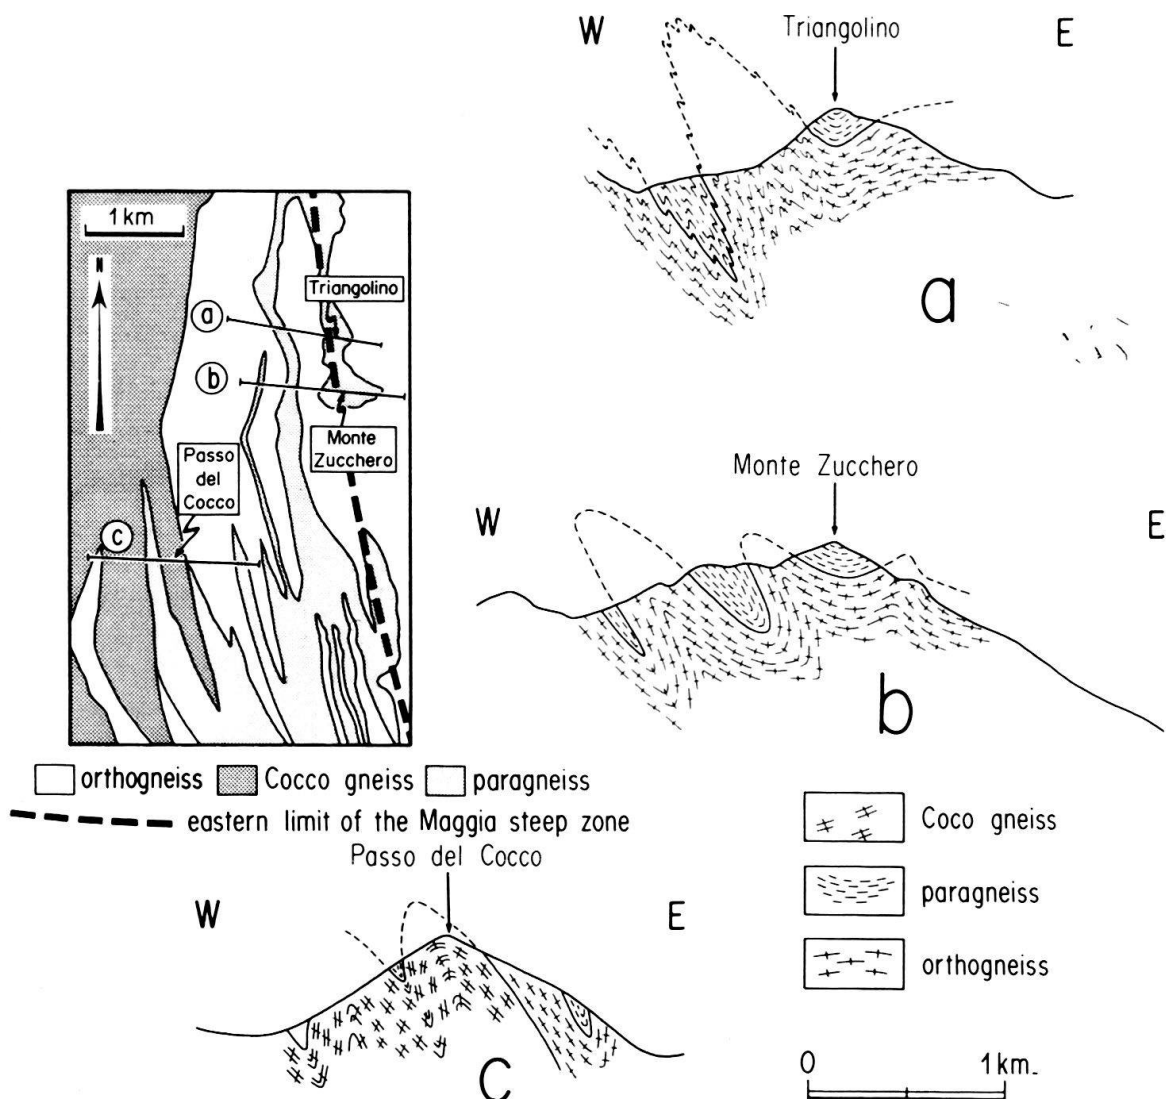 W
Triangolino
E
a
1 km
N
Triangolino
a
b
Monte
Zucchero
Passo
del
Cocco
c
Monte Zucchero
W
E
b
orthogneiss
Cocco gneiss
paragneiss
eastern limit of the Maggia steep zone
Passo del Cocco
W
E
c
Coco gneiss
paragneiss
orthogneiss
0
1 km.